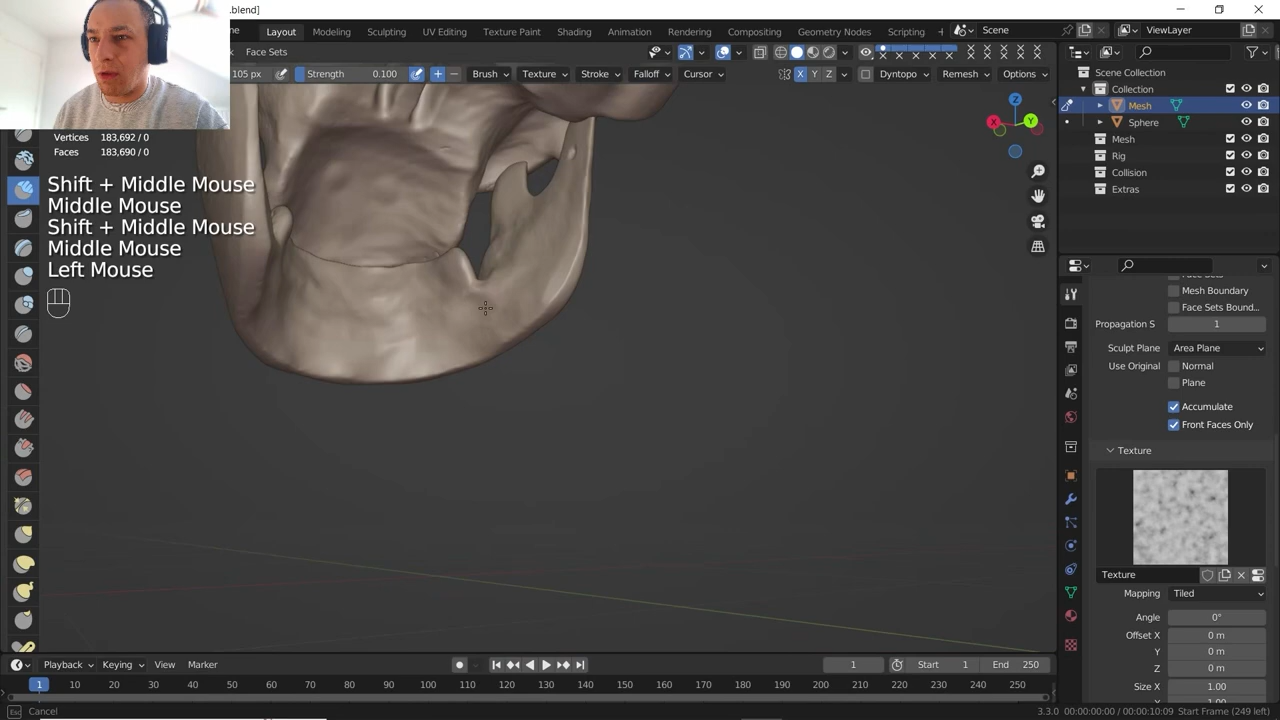 .blend]
ne
Layout
Modeling
Sculpting
UV Editing
Texture Paint
Shading
Animation
Rendering
Compositing
Geometry Nodes
Scripting
+
Scene
ViewLayer
Face Sets
105 px
Strength
0.100
Brush
Texture
Stroke
Falloff
Cursor
X
Y
Z
Dyntopo
Remesh
Options
Scene Collection
Collection
Mesh
Sphere
Mesh
Rig
Collision
Extras
Vertices 183,692 / 0
Faces 183,690 / 0
Shift + Middle Mouse
Middle Mouse
Shift + Middle Mouse
Middle Mouse
Left Mouse
X
Y
Z
Mesh Boundary
Face Sets Bound...
Propagation S
1
Sculpt Plane
Area Plane
Use Original
Normal
Plane
Accumulate
Front Faces Only
Texture
Texture
Mapping
Tiled
Angle
0°
Offset X
0 m
Y
0 m
Z
0 m
Size X
1.00
Playback
Keying
View
Marker
1
Start 1
End 250
1 10 20 30 40 50 60 70 80 90 100 110 120 130 140 150 160 170 180 190 200 210 220 230 240 250
Esc Cancel
3.3.0 00:00:00:00 / 00:00:10:09 Start Frame (249 left)